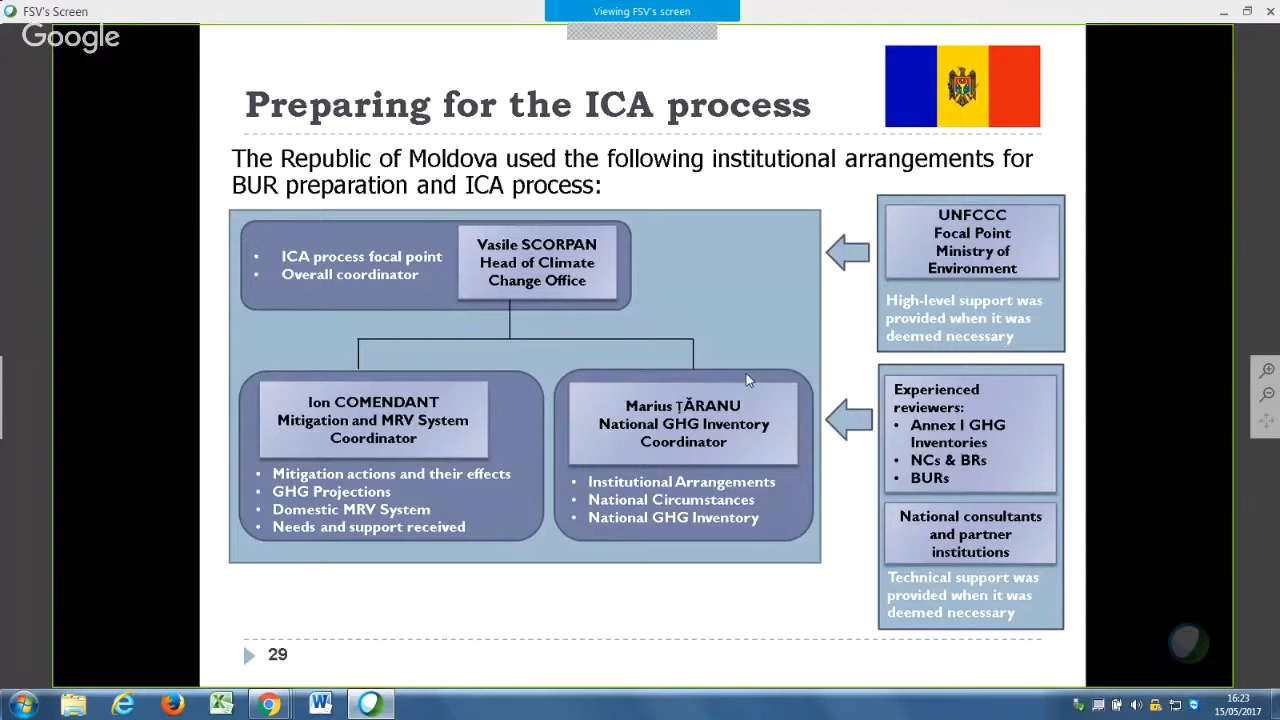 FSV's Screen
Viewing FSV's screen
Google
Preparing for the ICA process
The Republic of Moldova used the following institutional arrangements for
BUR preparation and ICA process:
• ICA process focal point
• Overall coordinator
Vasile SCORPAN
Head of Climate
Change Office
UNFCCC
Focal Point
Ministry of
Environment
High-level support was
provided when it was
deemed necessary
Ion COMENDANT
Mitigation and MRV System
Coordinator
• Mitigation actions and their effects
• GHG Projections
• Domestic MRV System
• Needs and support received
Marius ȚĂRANU
National GHG Inventory
Coordinator
• Institutional Arrangements
• National Circumstances
• National GHG Inventory
Experienced
reviewers:
• Annex I GHG
Inventories
• NCs & BRs
• BURs
National consultants
and partner
institutions
Technical support was
provided when it was
deemed necessary
29
16:23
15/05/2017